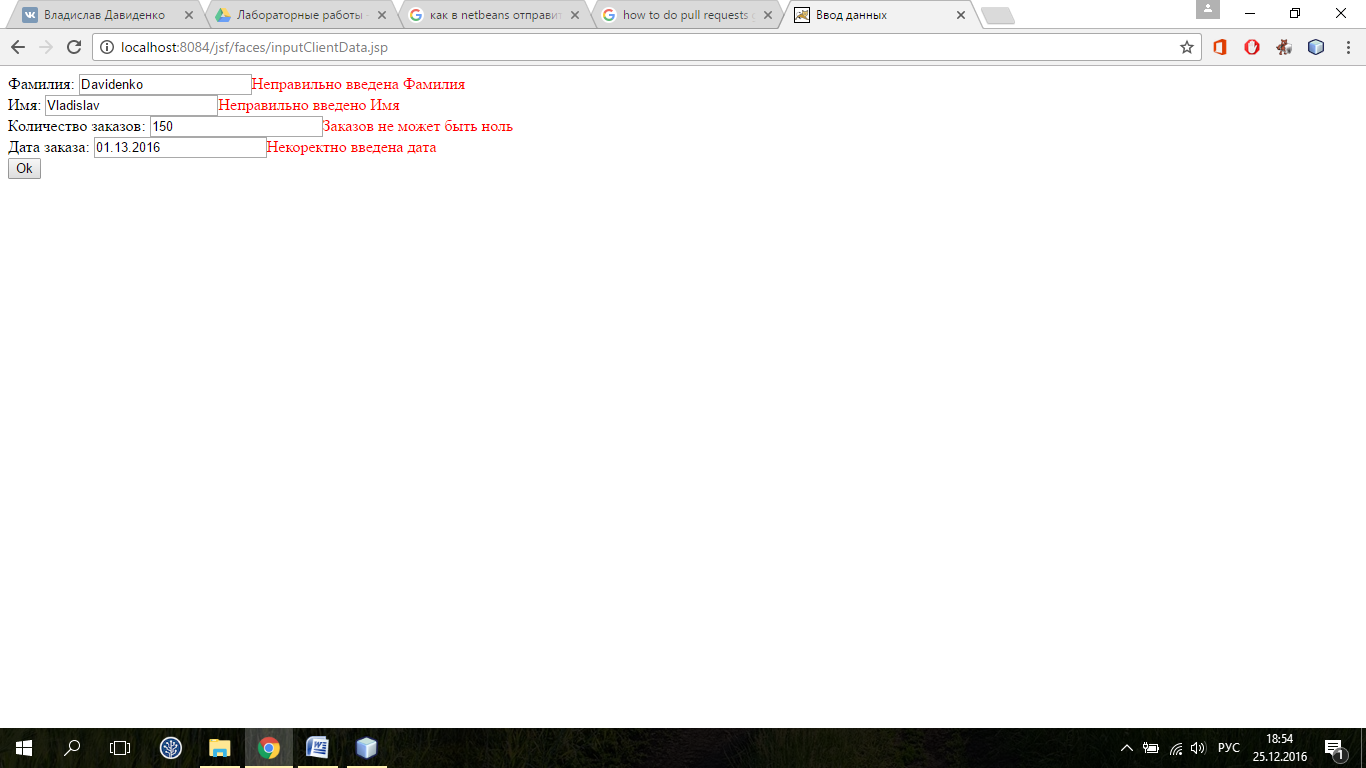 Владислав Давиденко
Лабораторные работы -
как в netbeans отправит
how to do pull requests
Ввод данных
localhost:8084/jsf/faces/inputClientData.jsp
Фамилия: Davidenko Неправильно введена Фамилия
Имя: Vladislav Неправильно введено Имя
Количество заказов: 150 Заказов не может быть ноль
Дата заказа: 01.13.2016 Некоректно введена дата
Ok
РУС
18:54
25.12.2016
1